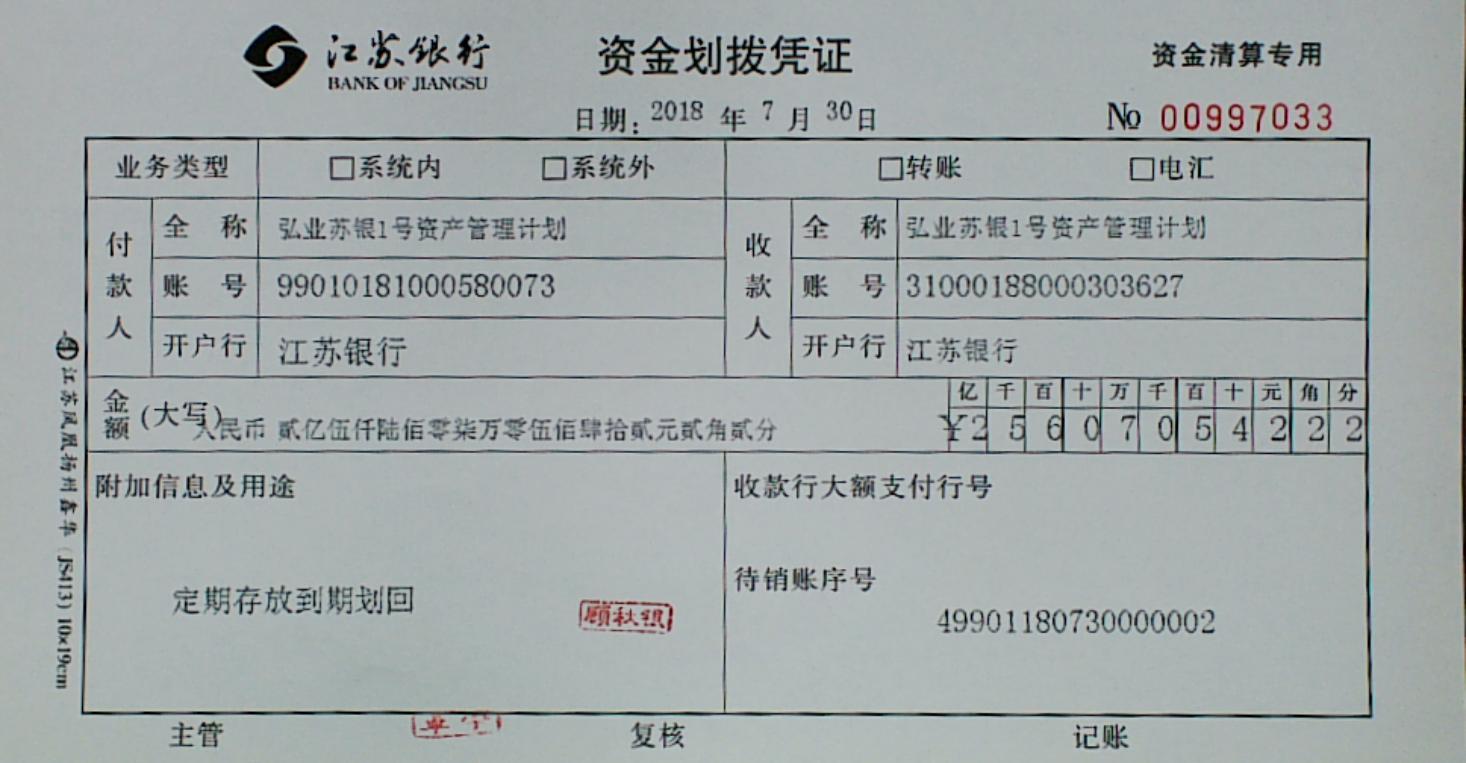 江苏银行 资金划拨凭证 资金清算专用
BANK OF JIANGSU
日期: 2018 年 7 月 30日 No 00997033
业务类型 □系统内 □系统外 □转账 □电汇
付款人 全称 弘业苏银1号资产管理计划 收款人 全称 弘业苏银1号资产管理计划
账号 99010181000580073 账号 31000188000303627
开户行 江苏银行 开户行 江苏银行
亿 千 百 十 万 千 百 十 元 角 分
金额 (大写) 人民币 贰亿伍仟陆佰零柒万零伍佰肆拾贰元贰角贰分 ¥2 5 6 0 7 0 5 4 2 2 2
附加信息及用途 收款行大额支付行号
待销账序号
定期存放到期划回 顾秋银
49901180730000002
主管 复核 记账
江苏凤凰扬州鑫华 (JS413) 10×19cm